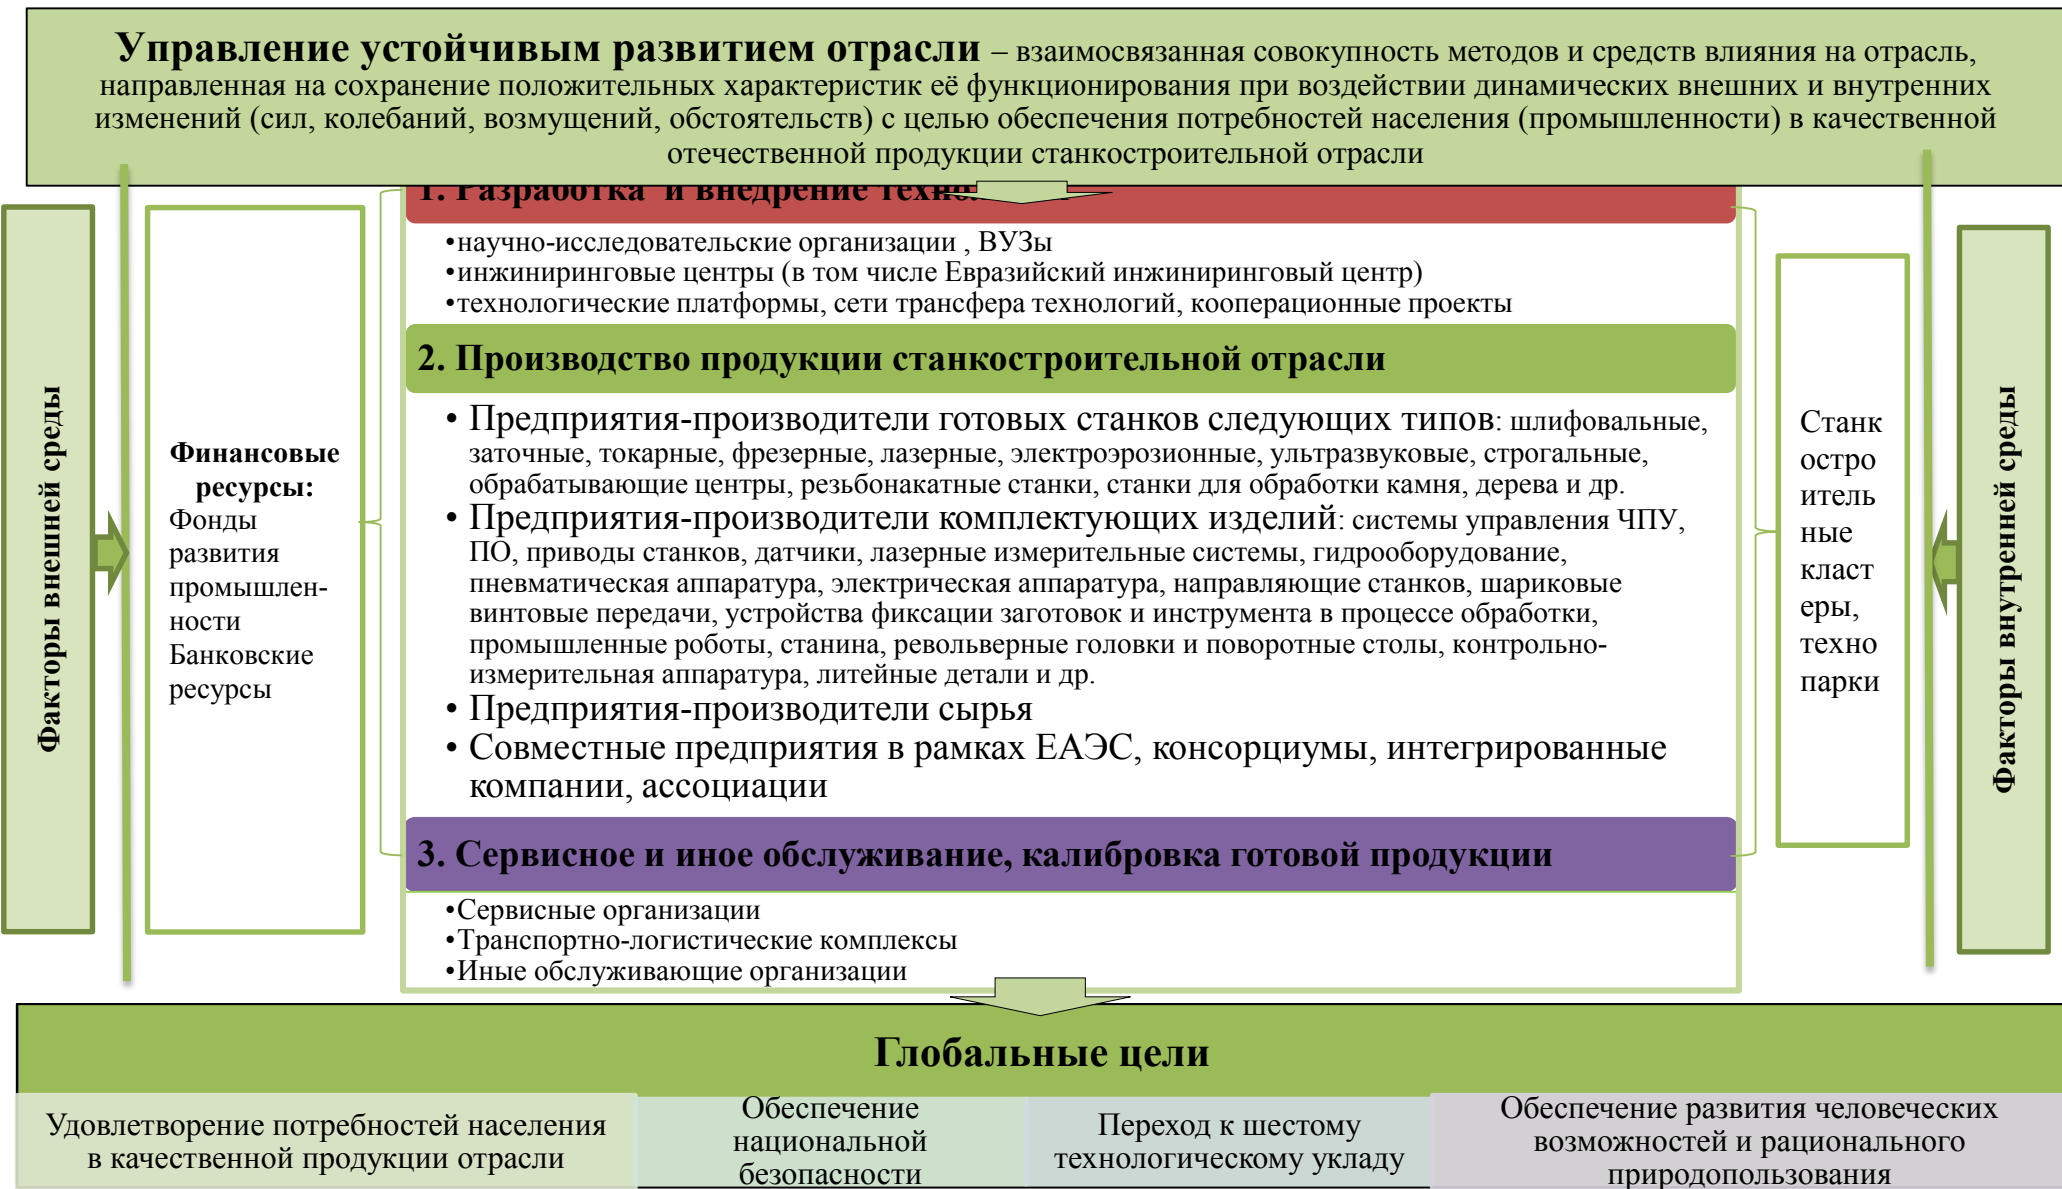 Управление устойчивым развитием отрасли – взаимосвязанная совокупность методов и средств влияния на отрасль,
направленная на сохранение положительных характеристик её функционирования при воздействии динамических внешних и внутренних
изменений (сил, колебаний, возмущений, обстоятельств) с целью обеспечения потребностей населения (промышленности) в качественной
отечественной продукции станкостроительной отрасли
Факторы внешней среды
Финансовые
ресурсы:
Фонды
развития
промышлен-
ности
Банковские
ресурсы
1. Разработка и внедрение
•научно-исследовательские организации , ВУЗы
•инжиниринговые центры (в том числе Евразийский инжиниринговый центр)
•технологические платформы, сети трансфера технологий, кооперационные проекты
2. Производство продукции станкостроительной отрасли
• Предприятия-производители готовых станков следующих типов: шлифовальные,
заточные, токарные, фрезерные, лазерные, электроэрозионные, ультразвуковые, строгальные,
обрабатывающие центры, резьбонакатные станки, станки для обработки камня, дерева и др.
• Предприятия-производители комплектующих изделий: системы управления ЧПУ,
ПО, приводы станков, датчики, лазерные измерительные системы, гидрооборудование,
пневматическая аппаратура, электрическая аппаратура, направляющие станков, шариковые
винтовые передачи, устройства фиксации заготовок и инструмента в процессе обработки,
промышленные роботы, станина, револьверные головки и поворотные столы, контрольно-
измерительная аппаратура, литейные детали и др.
• Предприятия-производители сырья
• Совместные предприятия в рамках ЕАЭС, консорциумы, интегрированные
компании, ассоциации
3. Сервисное и иное обслуживание, калибровка готовой продукции
•Сервисные организации
•Транспортно-логистические комплексы
•Иные обслуживающие организации
Станк
остро
итель
ные
класт
еры,
техно
парки
Факторы внутренней среды
Глобальные цели
Удовлетворение потребностей населения
в качественной продукции отрасли
Обеспечение
национальной
безопасности
Переход к шестому
технологическому укладу
Обеспечение развития человеческих
возможностей и рационального
природопользования